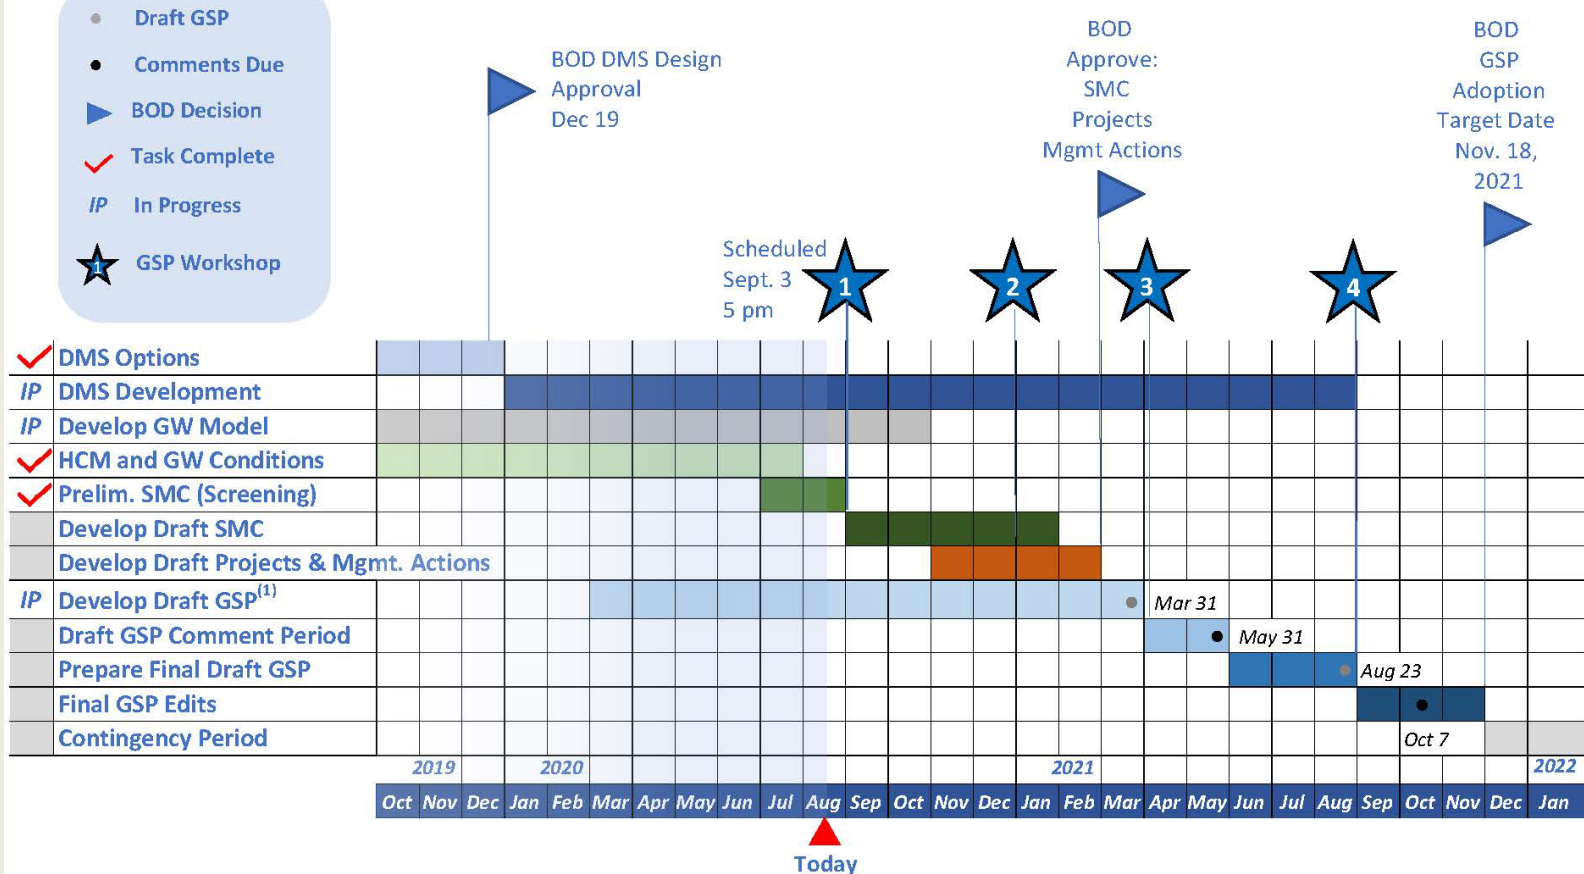 Draft GSP
Comments Due
BOD Decision
Task Complete
IP In Progress
1 GSP Workshop
BOD DMS Design
Approval
Dec 19
BOD
Approve:
SMC
Projects
Mgmt Actions
BOD
GSP
Adoption
Target Date
Nov. 18,
2021
Scheduled
Sept. 3
5 pm
1
2
3
4
DMS Options
IP DMS Development
IP Develop GW Model
HCM and GW Conditions
Prelim. SMC (Screening)
Develop Draft SMC
Develop Draft Projects & Mgmt. Actions
IP Develop Draft GSP(1) Mar 31
Draft GSP Comment Period May 31
Prepare Final Draft GSP Aug 23
Final GSP Edits
Contingency Period Oct 7
2019 2020 2021 2022
Oct Nov Dec Jan Feb Mar Apr May Jun Jul Aug Sep Oct Nov Dec Jan Feb Mar Apr May Jun Jul Aug Sep Oct Nov Dec Jan
Today